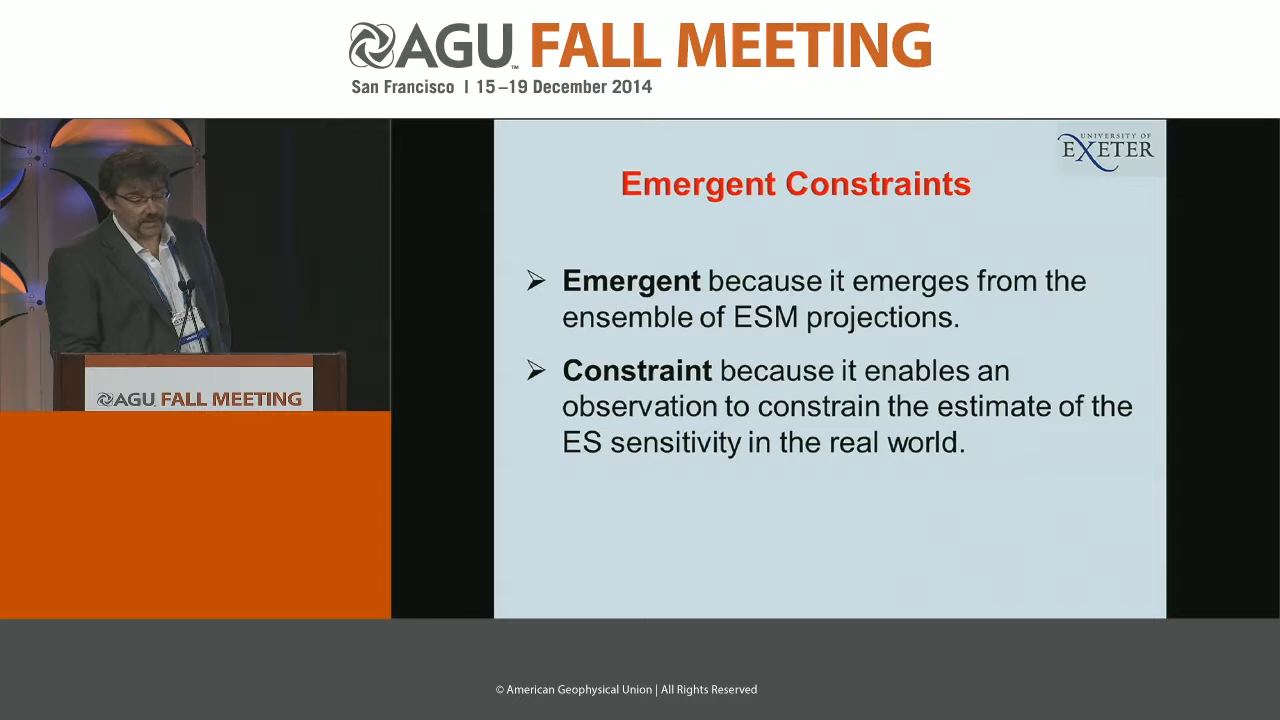 AGU FALL MEETING
San Francisco | 15–19 December 2014
UNIVERSITY OF
EXETER
Emergent Constraints
➢ Emergent because it emerges from the
ensemble of ESM projections.
➢ Constraint because it enables an
observation to constrain the estimate of the
ES sensitivity in the real world.
AGU FALL MEETING
© American Geophysical Union | All Rights Reserved